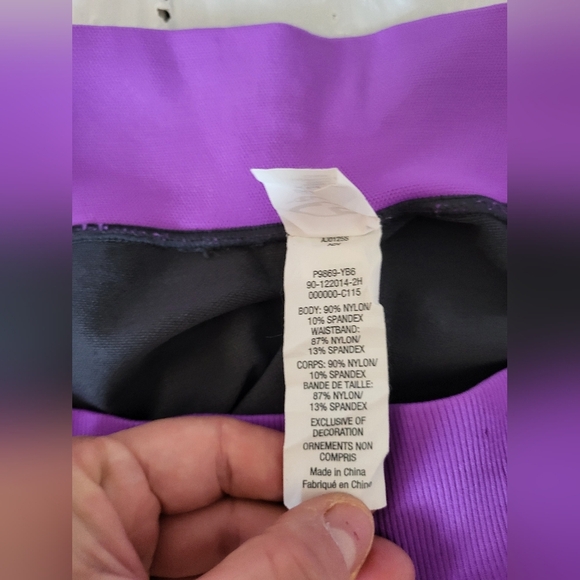 P9869-YB6
90-122014-2H
000000-C115
BODY: 90% NYLON/
10% SPANDEX
WAISTBAND:
87% NYLON/
13% SPANDEX
CORPS: 90% NYLON/
10% SPANDEX
BANDE DE TAILLE:
87% NYLON/
13% SPANDEX
EXCLUSIVE OF
DECORATION
ORNEMENTS NON
COMPRIS
Made in China
Fabriqué en Chine